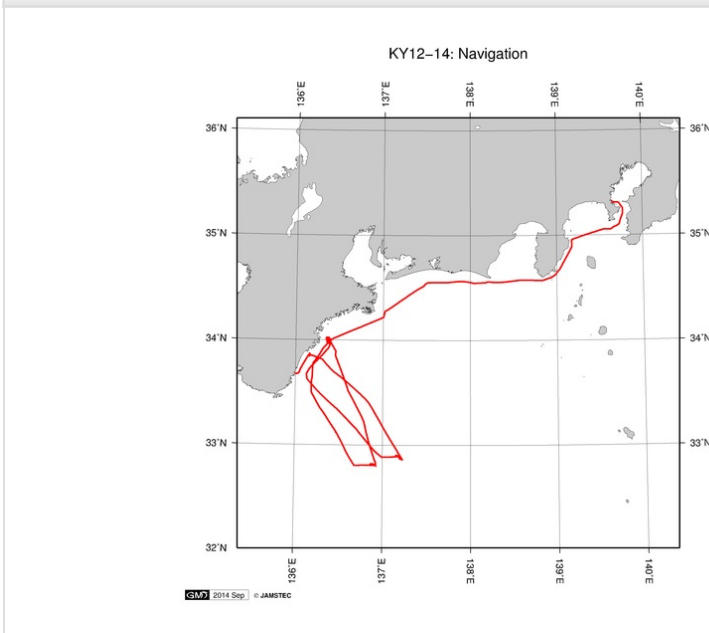 KY12−14: Navigation
136˚E 137˚E 138˚E 139˚E 140˚E
36˚N 36˚N
35˚N 35˚N
34˚N 34˚N
33˚N 33˚N
32˚N
136˚E 137˚E 138˚E 139˚E 140˚E
GMD 2014 Sep © JAMSTEC